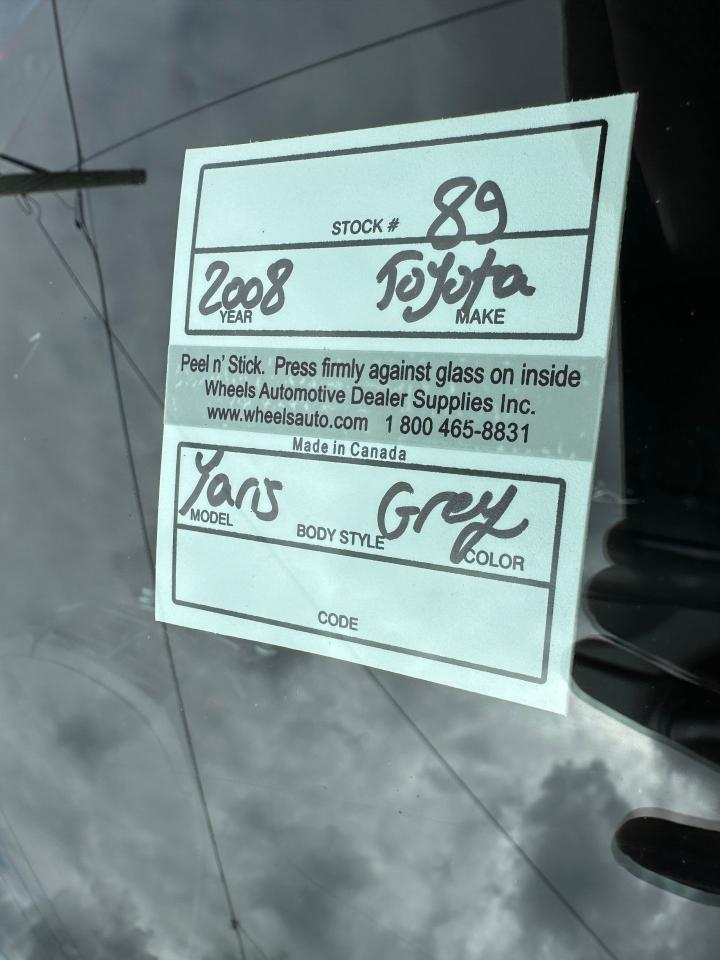 STOCK # 89
2008 Toyota
YEAR MAKE
Peel n' Stick. Press firmly against glass on inside
Wheels Automotive Dealer Supplies Inc.
www.wheelsauto.com 1 800 465-8831
Made in Canada
Yaris Grey
MODEL BODY STYLE COLOR
CODE